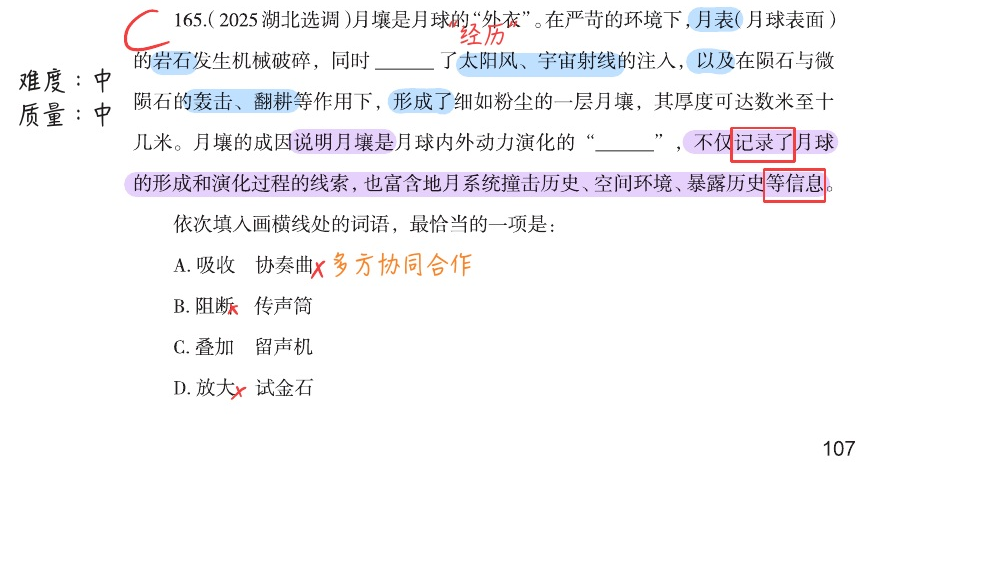 C 165.(2025湖北选调)月壤是月球的“外衣”。在严苛的环境下,月表(月球表面)
“经历”
的岩石发生机械破碎，同时______了太阳风、宇宙射线的注入，以及在陨石与微
难度：中
陨石的轰击、翻耕等作用下，形成了细如粉尘的一层月壤，其厚度可达数米至十
质量：中
几米。月壤的成因说明月壤是月球内外动力演化的“______”，不仅记录了月球
的形成和演化过程的线索，也富含地月系统撞击历史、空间环境、暴露历史等信息。
依次填入画横线处的词语，最恰当的一项是：
A. 吸收 协奏曲× 多方协同合作
B. 阻断× 传声筒
C. 叠加 留声机
D. 放大× 试金石
107